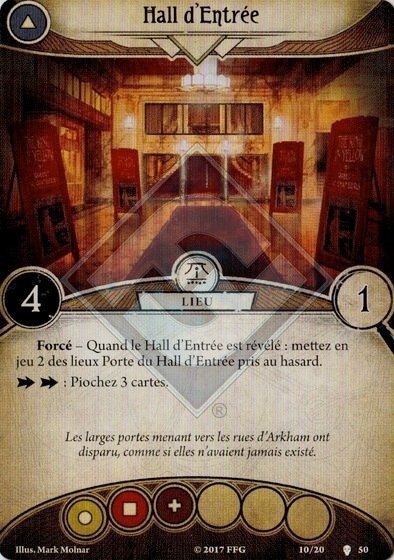 Hall d'Entrée
4
LIEU
1
Forcé – Quand le Hall d'Entrée est révélé : mettez en
jeu 2 des lieux Porte du Hall d'Entrée pris au hasard.
: Piochez 3 cartes.
®
Les larges portes menant vers les rues d'Arkham ont
disparu, comme si elles n'avaient jamais existé.
Illus. Mark Molnar © 2017 FFG 10/20 50